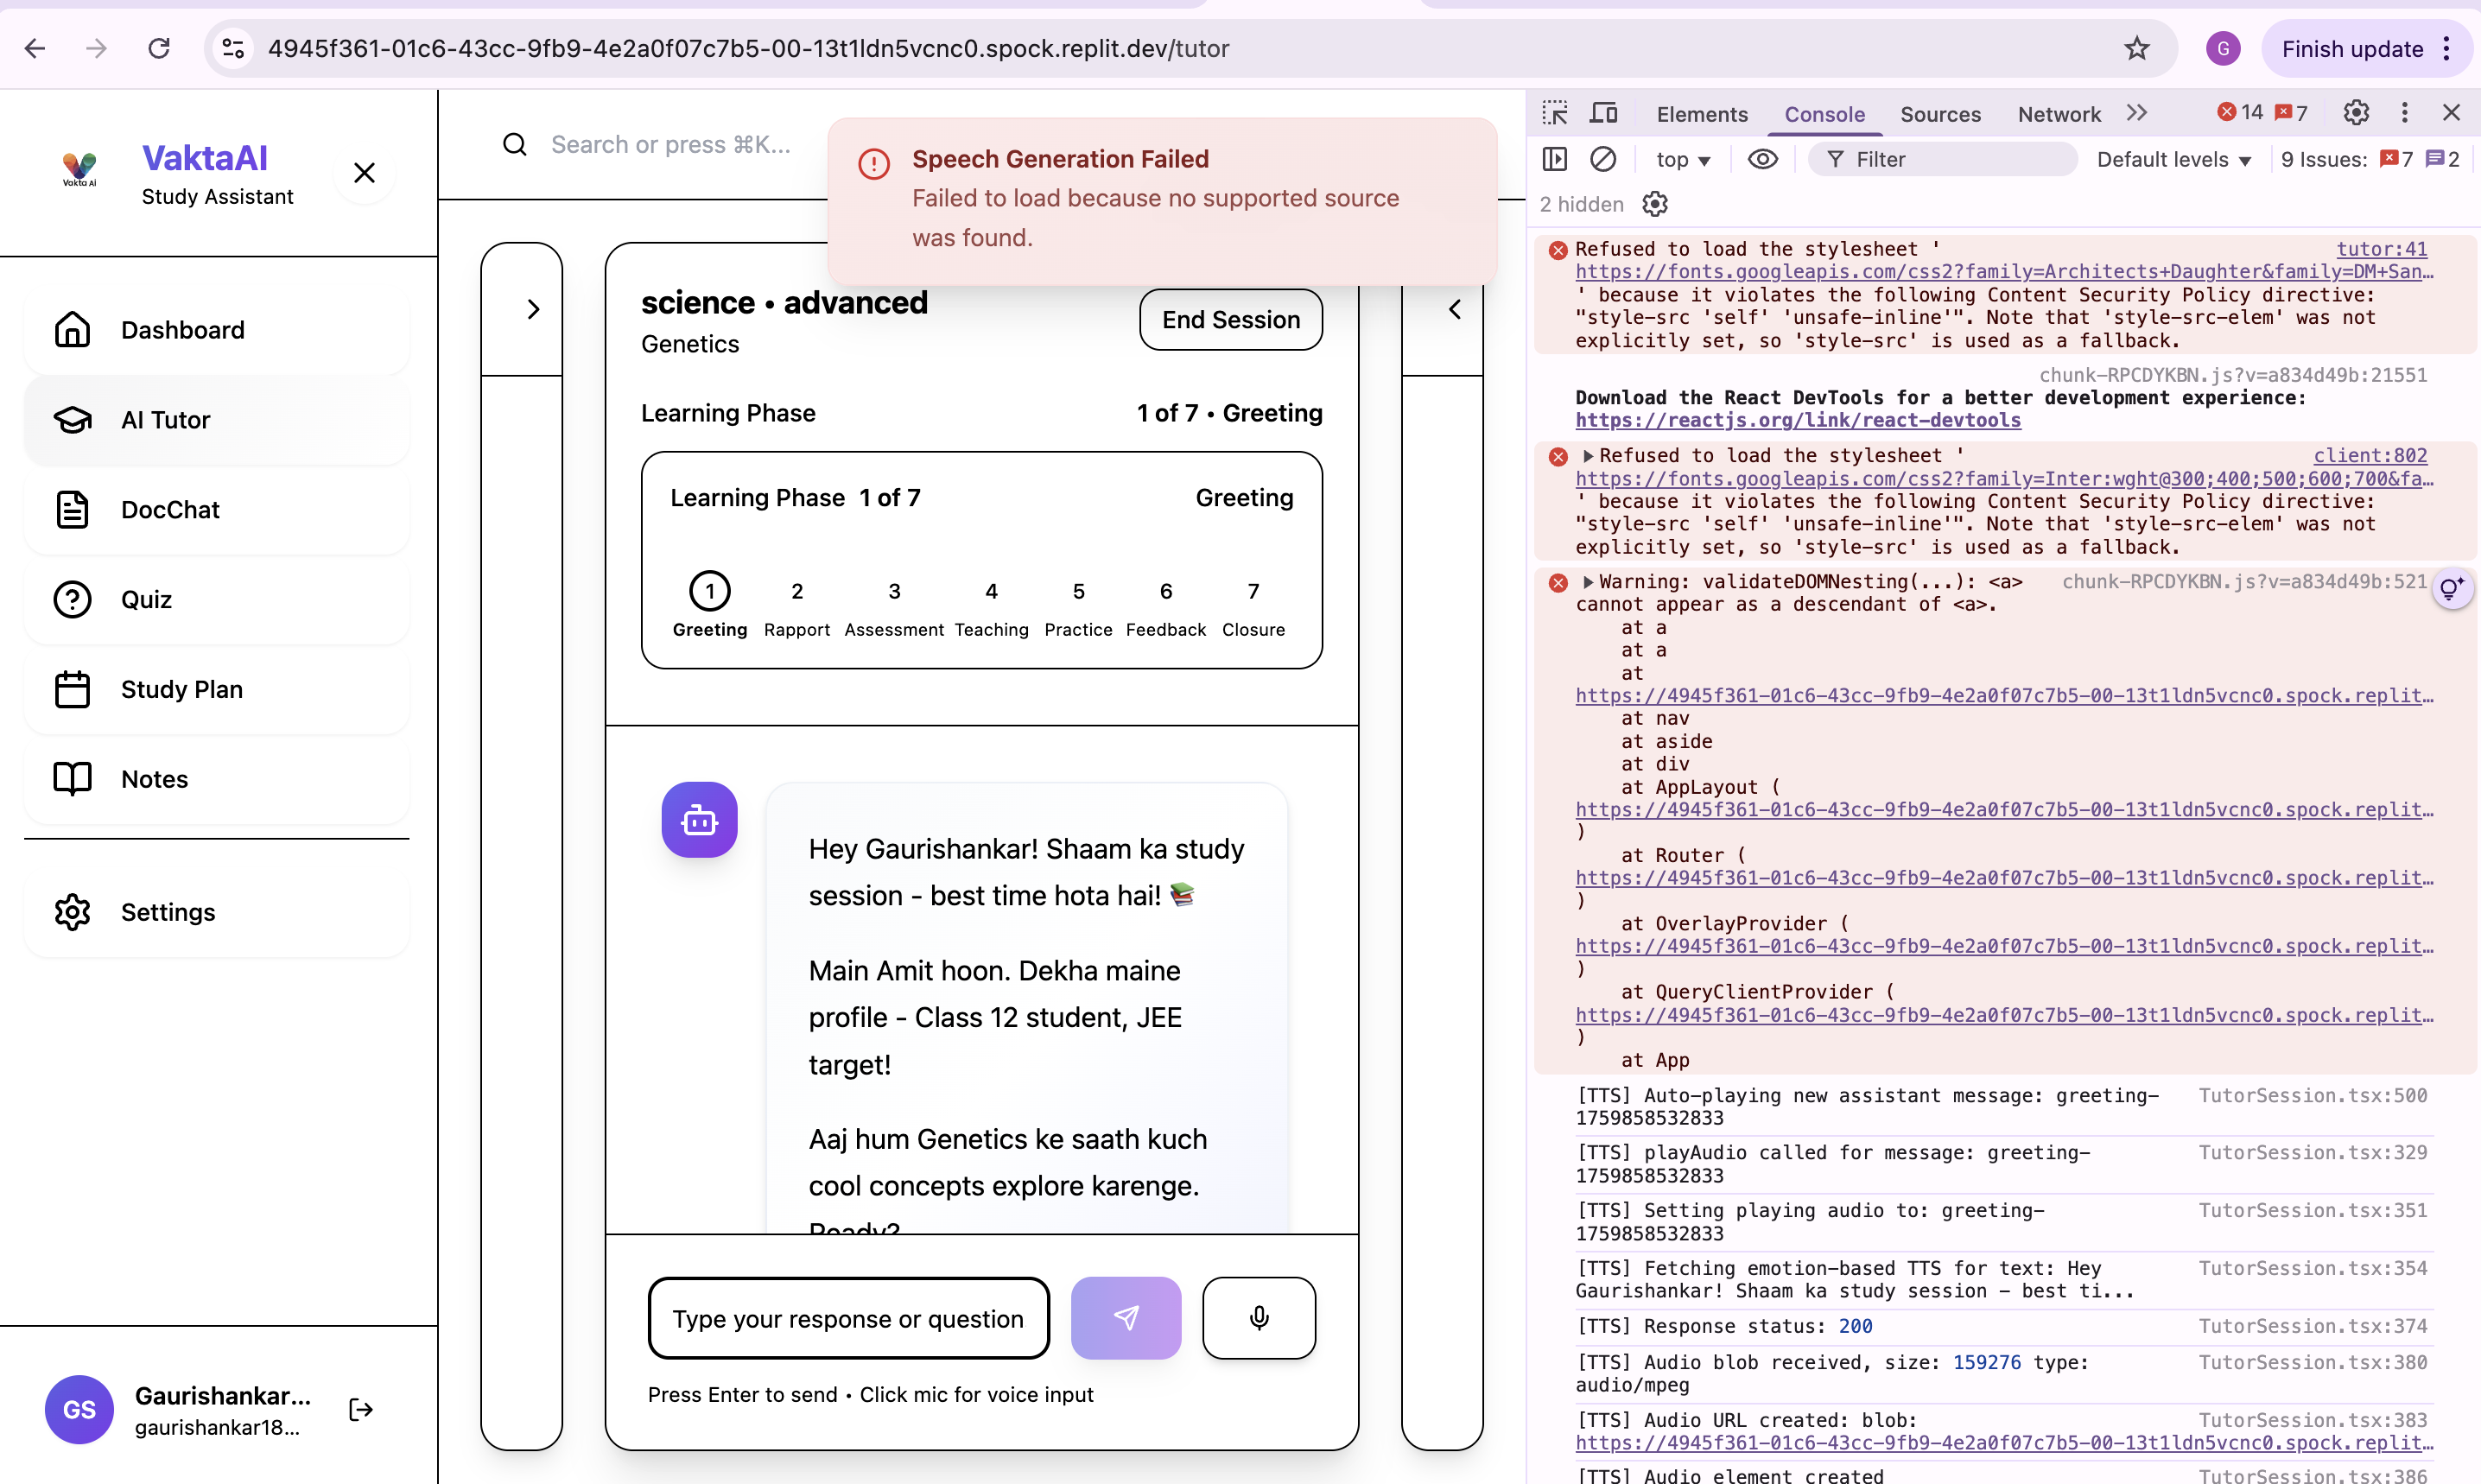 4945f361-01c6-43cc-9fb9-4e2a0f07c7b5-00-13t1ldn5vcnc0.spock.replit.dev/tutor
G
Finish update
Vakta AI
VaktaAI
Study Assistant
Dashboard
AI Tutor
DocChat
Quiz
Study Plan
Notes
Settings
GS
Gaurishankar...
gaurishankar18...
Search or press ⌘K...
Speech Generation Failed
Failed to load because no supported source
was found.
science • advanced
Genetics
End Session
Learning Phase
1 of 7 • Greeting
Learning Phase 1 of 7
Greeting
1 2 3 4 5 6 7
Greeting Rapport Assessment Teaching Practice Feedback Closure
Hey Gaurishankar! Shaam ka study
session - best time hota hai! 📚
Main Amit hoon. Dekha maine
profile - Class 12 student, JEE
target!
Aaj hum Genetics ke saath kuch
cool concepts explore karenge.
Ready?
Type your response or question
Press Enter to send • Click mic for voice input
Elements Console Sources Network 14 7
top Filter Default levels 9 Issues: 7 2
2 hidden
Refused to load the stylesheet ' tutor:41
https://fonts.googleapis.com/css2?family=Architects+Daughter&family=DM+San…
' because it violates the following Content Security Policy directive:
"style-src 'self' 'unsafe-inline'". Note that 'style-src-elem' was not
explicitly set, so 'style-src' is used as a fallback.
chunk-RPCDYKBN.js?v=a834d49b:21551
Download the React DevTools for a better development experience:
https://reactjs.org/link/react-devtools
Refused to load the stylesheet ' client:802
https://fonts.googleapis.com/css2?family=Inter:wght@300;400;500;600;700&fa…
' because it violates the following Content Security Policy directive:
"style-src 'self' 'unsafe-inline'". Note that 'style-src-elem' was not
explicitly set, so 'style-src' is used as a fallback.
Warning: validateDOMNesting(...): <a> chunk-RPCDYKBN.js?v=a834d49b:521
cannot appear as a descendant of <a>.
at a
at a
at
https://4945f361-01c6-43cc-9fb9-4e2a0f07c7b5-00-13t1ldn5vcnc0.spock.replit…
at nav
at aside
at div
at AppLayout (
https://4945f361-01c6-43cc-9fb9-4e2a0f07c7b5-00-13t1ldn5vcnc0.spock.replit…
)
at Router (
https://4945f361-01c6-43cc-9fb9-4e2a0f07c7b5-00-13t1ldn5vcnc0.spock.replit…
)
at OverlayProvider (
https://4945f361-01c6-43cc-9fb9-4e2a0f07c7b5-00-13t1ldn5vcnc0.spock.replit…
)
at QueryClientProvider (
https://4945f361-01c6-43cc-9fb9-4e2a0f07c7b5-00-13t1ldn5vcnc0.spock.replit…
)
at App
[TTS] Auto-playing new assistant message: greeting- TutorSession.tsx:500
1759858532833
[TTS] playAudio called for message: greeting- TutorSession.tsx:329
1759858532833
[TTS] Setting playing audio to: greeting- TutorSession.tsx:351
1759858532833
[TTS] Fetching emotion-based TTS for text: Hey TutorSession.tsx:354
Gaurishankar! Shaam ka study session - best ti...
[TTS] Response status: 200 TutorSession.tsx:374
[TTS] Audio blob received, size: 159276 type: TutorSession.tsx:380
audio/mpeg
[TTS] Audio URL created: blob: TutorSession.tsx:383
https://4945f361-01c6-43cc-9fb9-4e2a0f07c7b5-00-13t1ldn5vcnc0.spock.replit…
[TTS] Audio element created TutorSession.tsx:386